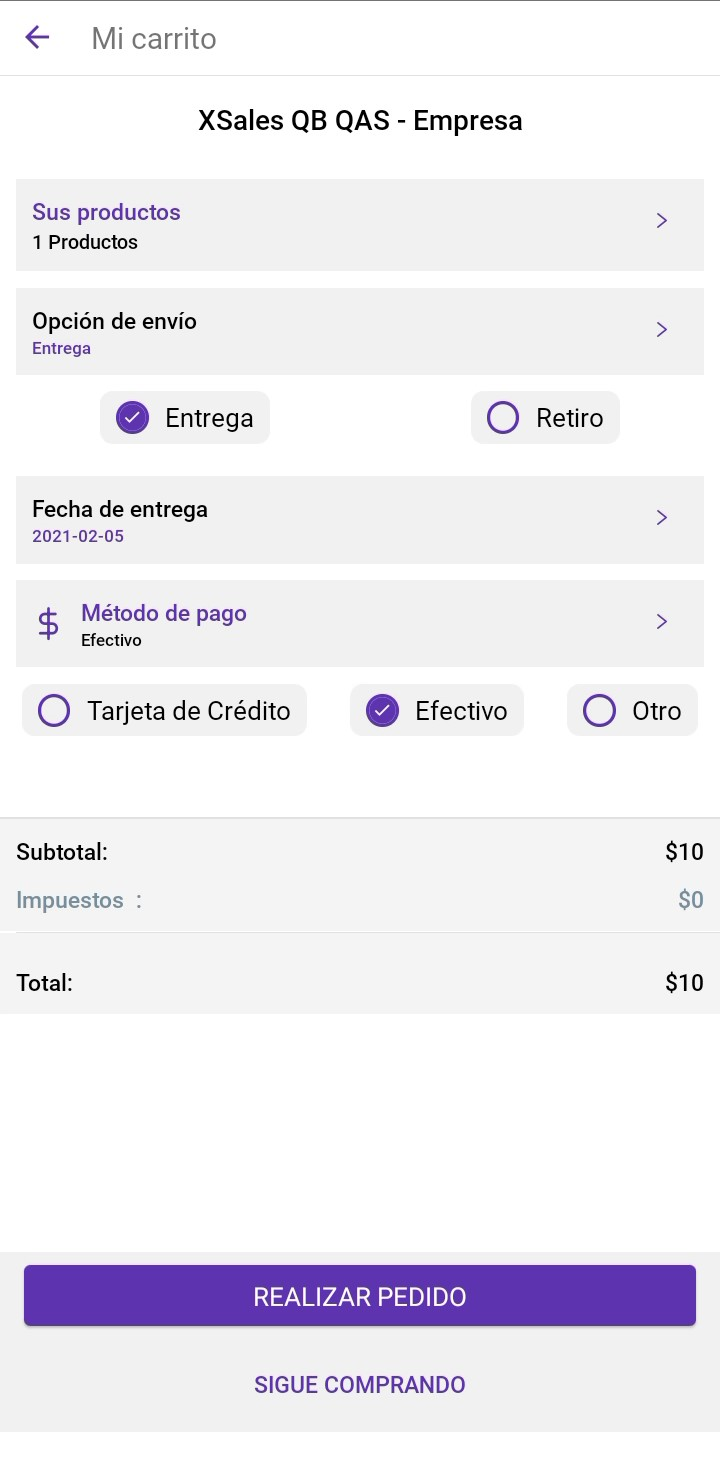 Mi carrito
XSales QB QAS - Empresa
Sus productos
1 Productos
Opción de envío
Entrega
Entrega
Retiro
Fecha de entrega
2021-02-05
$ Método de pago
Efectivo
Tarjeta de Crédito
Efectivo
Otro
Subtotal: $10
Impuestos : $0
Total: $10
REALIZAR PEDIDO
SIGUE COMPRANDO